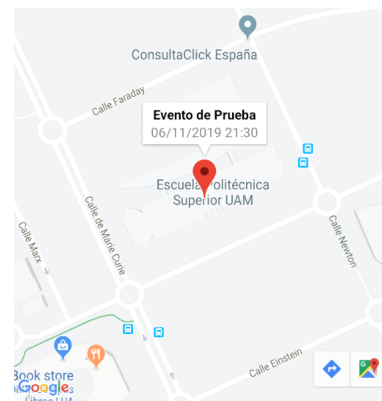 ConsultaClick España
Calle Faraday
Evento de Prueba
06/11/2019 21:30
Escuela Politécnica
Superior UAM
Calle de Marie Curie
Calle Marx
Calle Newton
Calle Einstein
Book store
Google